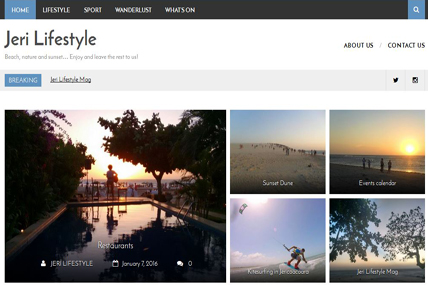 HOME LIFESTYLE SPORT WANDERLUST WHAT'S ON
Jeri Lifestyle
Beach, nature and sunset.... Enjoy and leave the rest to us!
ABOUT US / CONTACT US
BREAKING Jeri Lifestyle Mag
Restaurants
JERI LIFESTYLE January 7, 2016 0
Sunset Dune
Events calendar
Kitesurfing in Jericoacoara
Jeri Lifestyle Mag